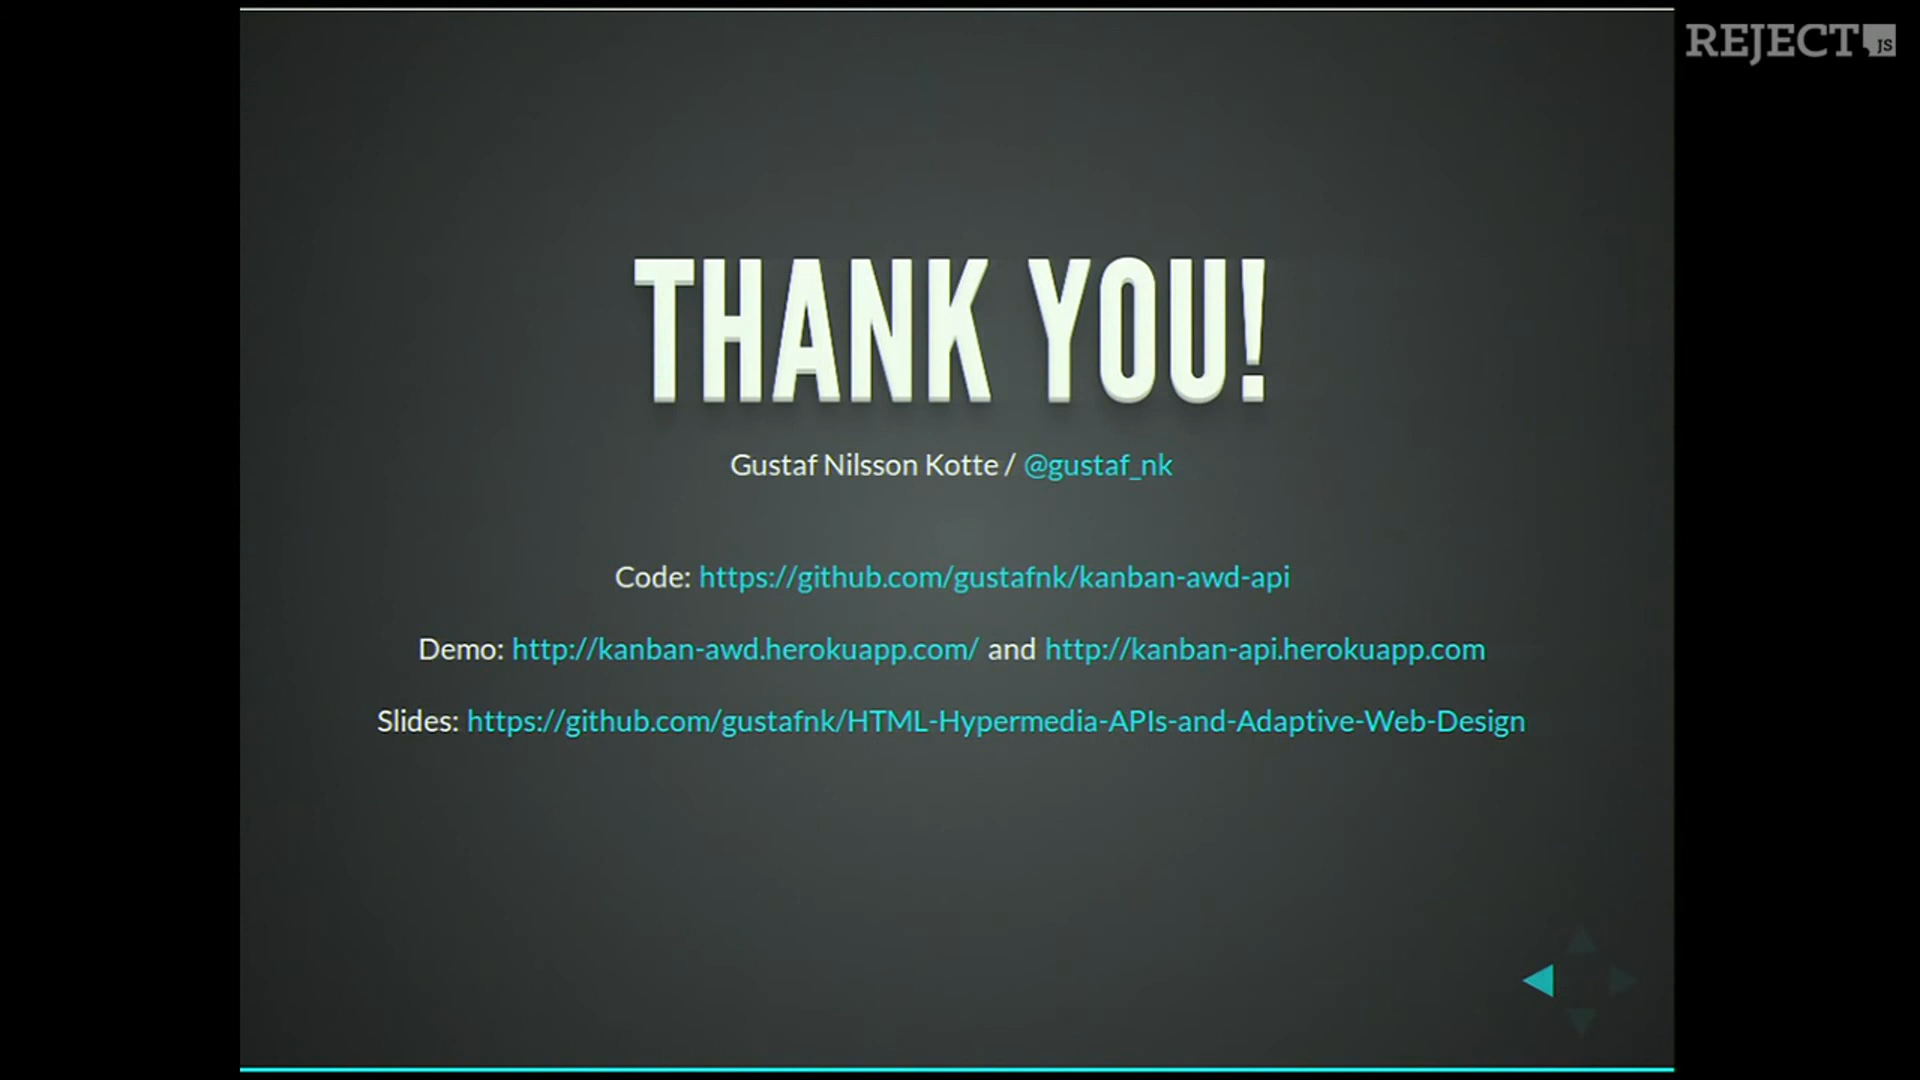 REJECT JS
THANK YOU!
Gustaf Nilsson Kotte / @gustaf_nk
Code: https://github.com/gustafnk/kanban-awd-api
Demo: http://kanban-awd.herokuapp.com/ and http://kanban-api.herokuapp.com
Slides: https://github.com/gustafnk/HTML-Hypermedia-APIs-and-Adaptive-Web-Design